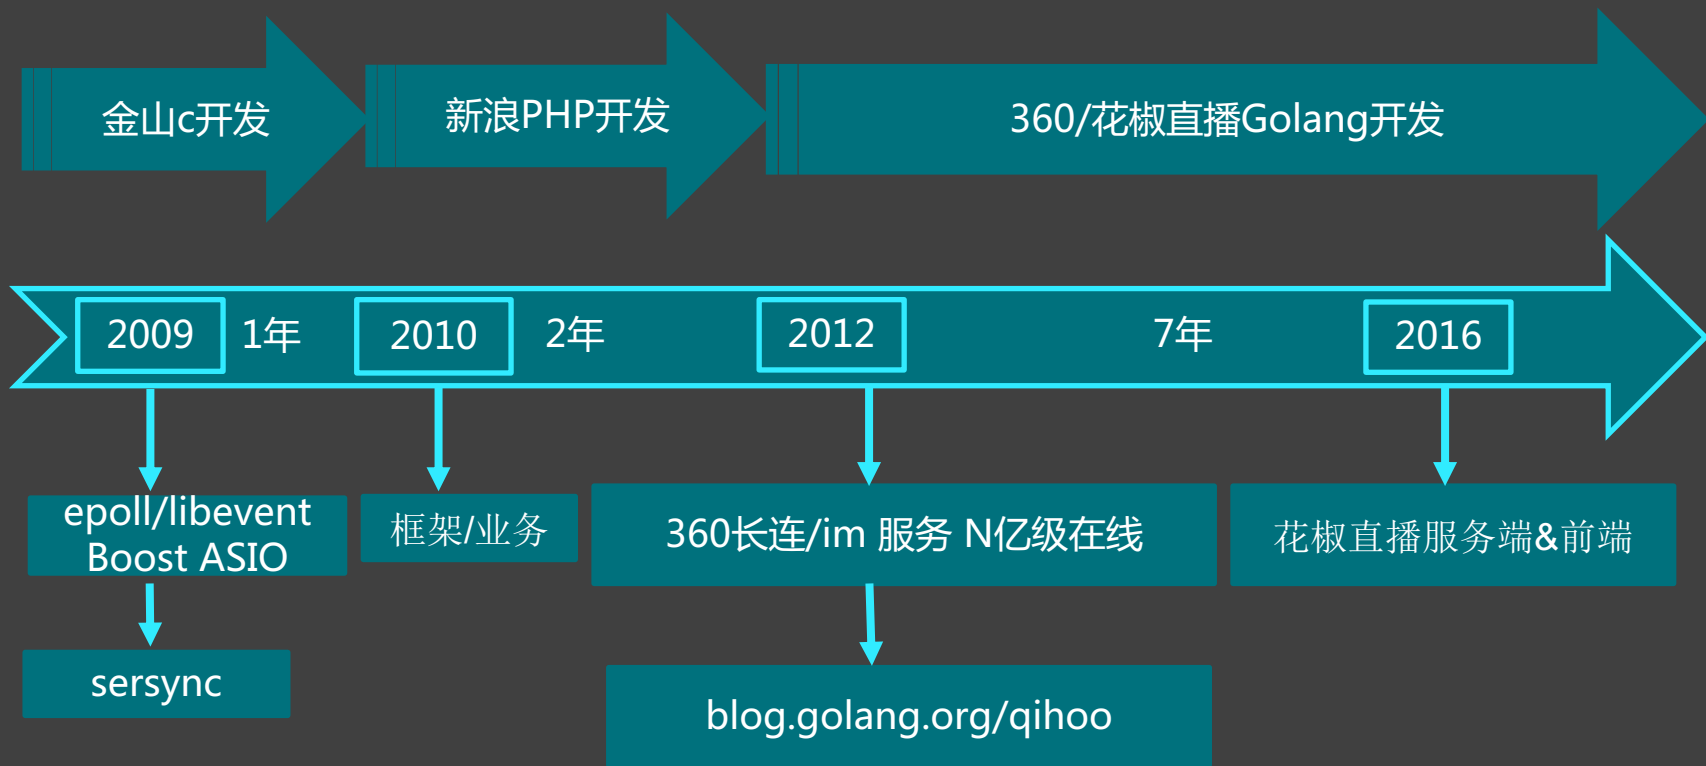 金山c开发
新浪PHP开发
360/花椒直播Golang开发
2009
1年
2010
2年
2012
7年
2016
epoll/libevent
Boost ASIO
框架/业务
360长连/im 服务 N亿级在线
花椒直播服务端&前端
sersync
blog.golang.org/qihoo